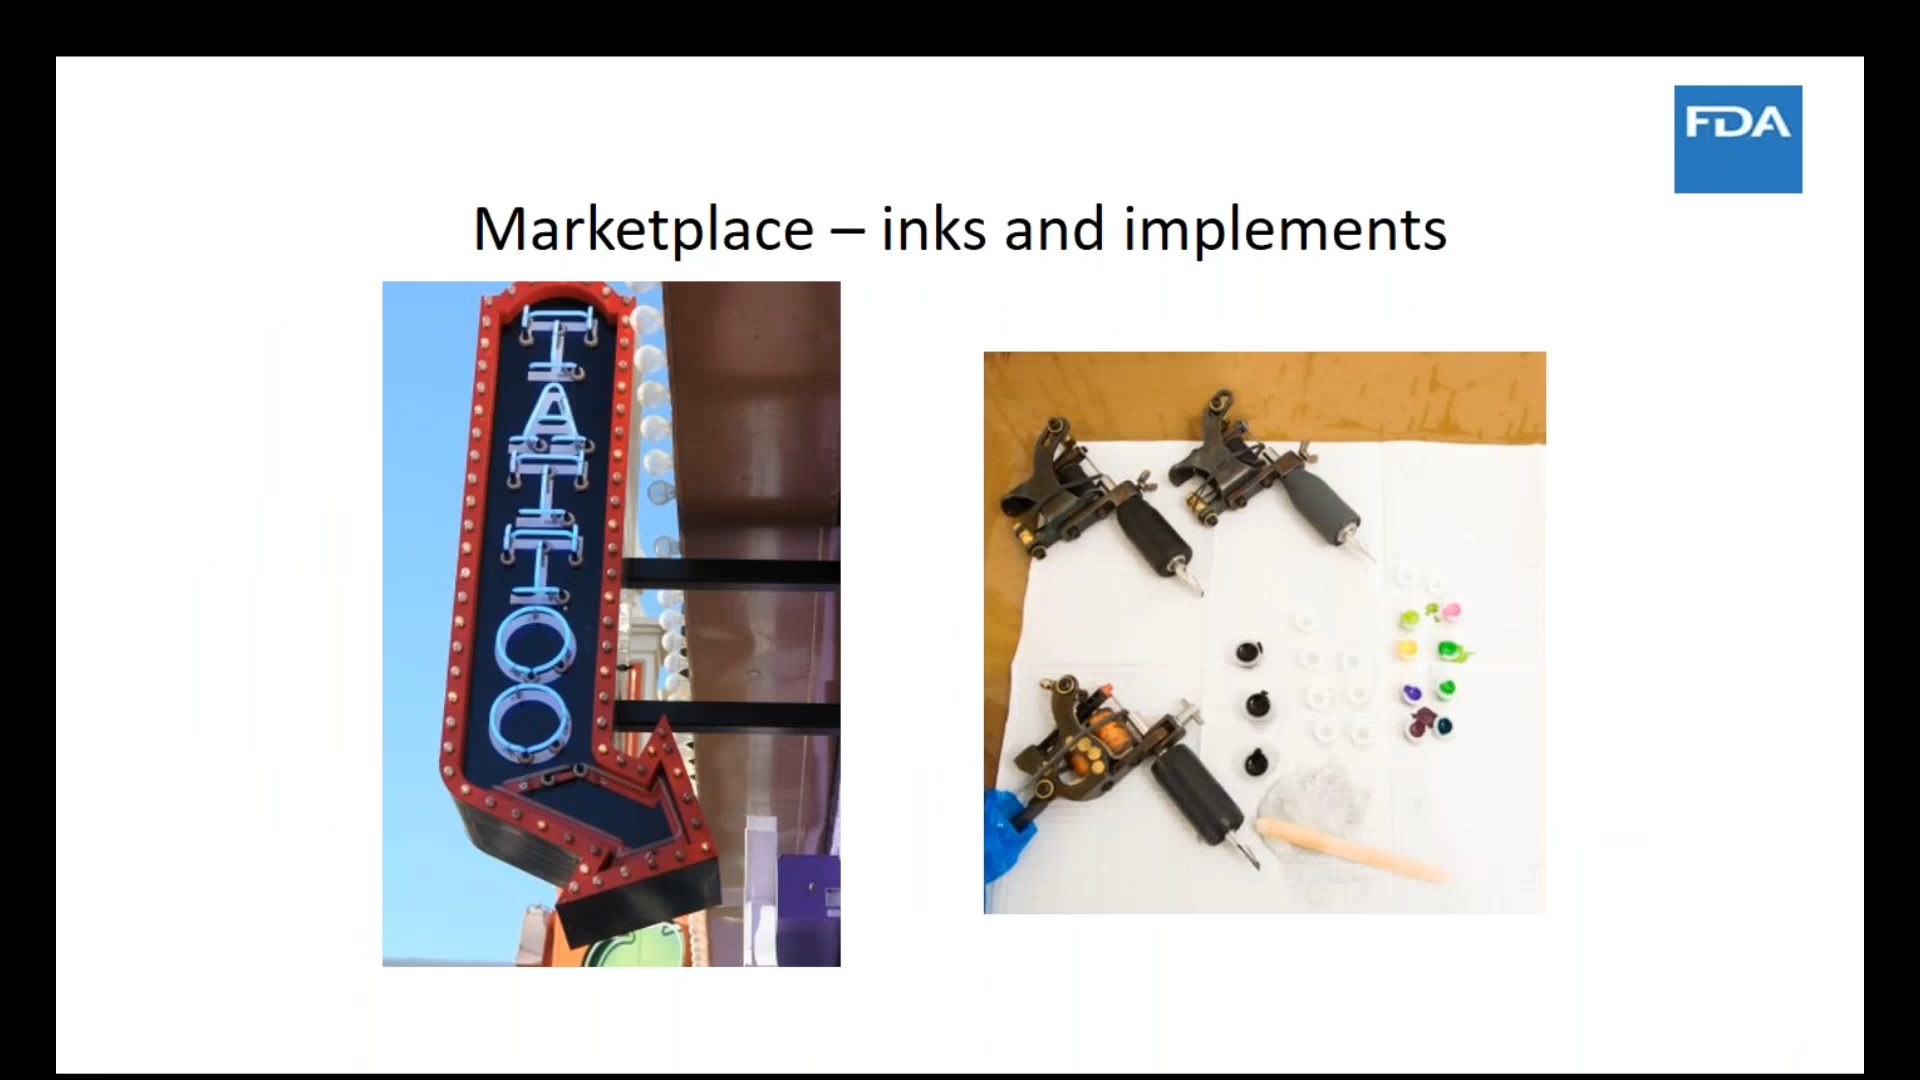 FDA
Marketplace – inks and implements
TATTOO